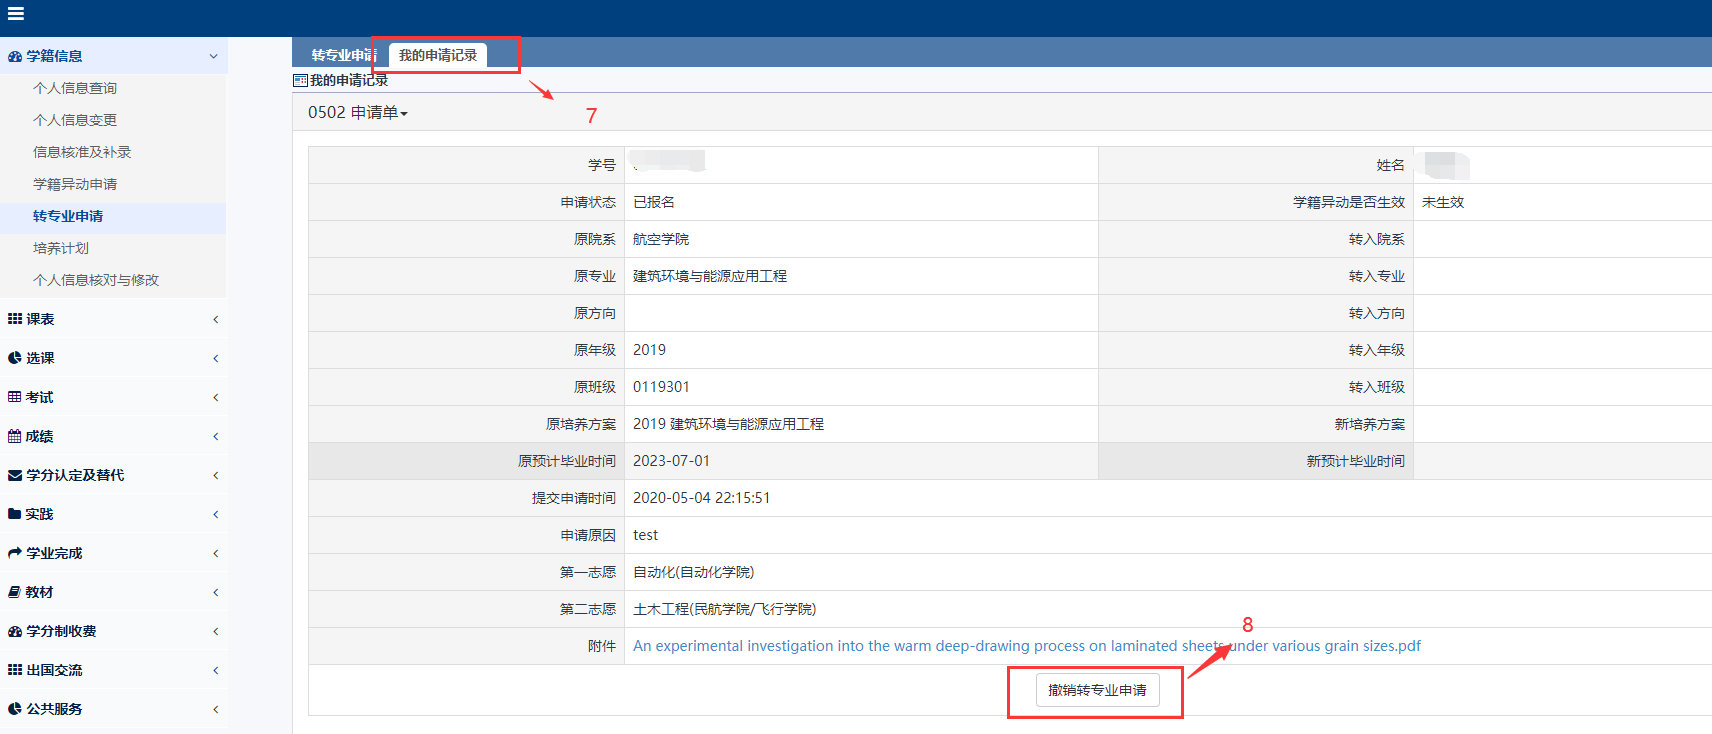 学籍信息
个人信息查询
个人信息变更
信息核准及补录
学籍异动申请
转专业申请
培养计划
个人信息核对与修改
课表
选课
考试
成绩
学分认定及替代
实践
学业完成
教材
学分制收费
出国交流
公共服务
转专业申请 我的申请记录
我的申请记录
7
0502 申请单
学号 姓名
申请状态 已报名 学籍异动是否生效 未生效
原院系 航空学院 转入院系
原专业 建筑环境与能源应用工程 转入专业
原方向 转入方向
原年级 2019 转入年级
原班级 0119301 转入班级
原培养方案 2019 建筑环境与能源应用工程 新培养方案
原预计毕业时间 2023-07-01 新预计毕业时间
提交申请时间 2020-05-04 22:15:51
申请原因 test
第一志愿 自动化(自动化学院)
第二志愿 土木工程(民航学院/飞行学院)
8
附件 An experimental investigation into the warm deep-drawing process on laminated sheets under various grain sizes.pdf
撤销转专业申请